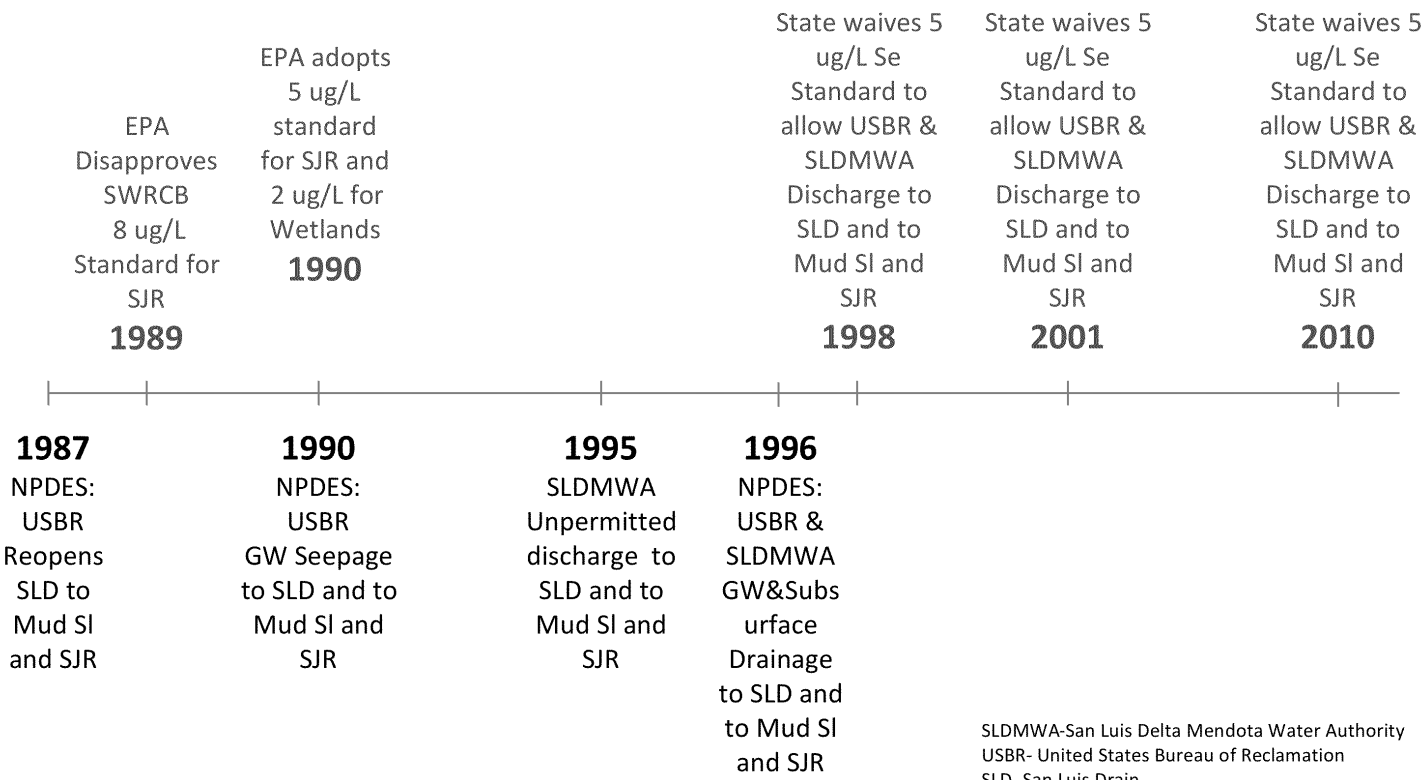 EPA
Disapproves
SWRCB
8 ug/L
Standard for
SJR
1989
EPA adopts
5 ug/L
standard
for SJR and
2 ug/L for
Wetlands
1990
State waives 5
ug/L Se
Standard to
allow USBR &
SLDMWA
Discharge to
SLD and to
Mud Sl and
SJR
1998
State waives 5
ug/L Se
Standard to
allow USBR &
SLDMWA
Discharge to
SLD and to
Mud Sl and
SJR
2001
State waives 5
ug/L Se
Standard to
allow USBR &
SLDMWA
Discharge to
SLD and to
Mud Sl and
SJR
2010
1987
NPDES:
USBR
Reopens
SLD to
Mud Sl
and SJR
1990
NPDES:
USBR
GW Seepage
to SLD and to
Mud Sl and
SJR
1995
SLDMWA
Unpermitted
discharge to
SLD and to
Mud Sl and
SJR
1996
NPDES:
USBR &
SLDMWA
GW&Subs
urface
Drainage
to SLD and
to Mud Sl
and SJR
SLDMWA-San Luis Delta Mendota Water Authority
USBR- United States Bureau of Reclamation
SLD- San Luis Drain